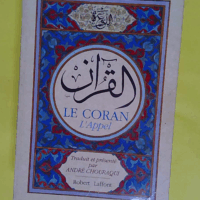 القرآن
LE CORAN
L'Appel
Traduit et présenté
par
ANDRÉ CHOURAQUI
Robert Laffont